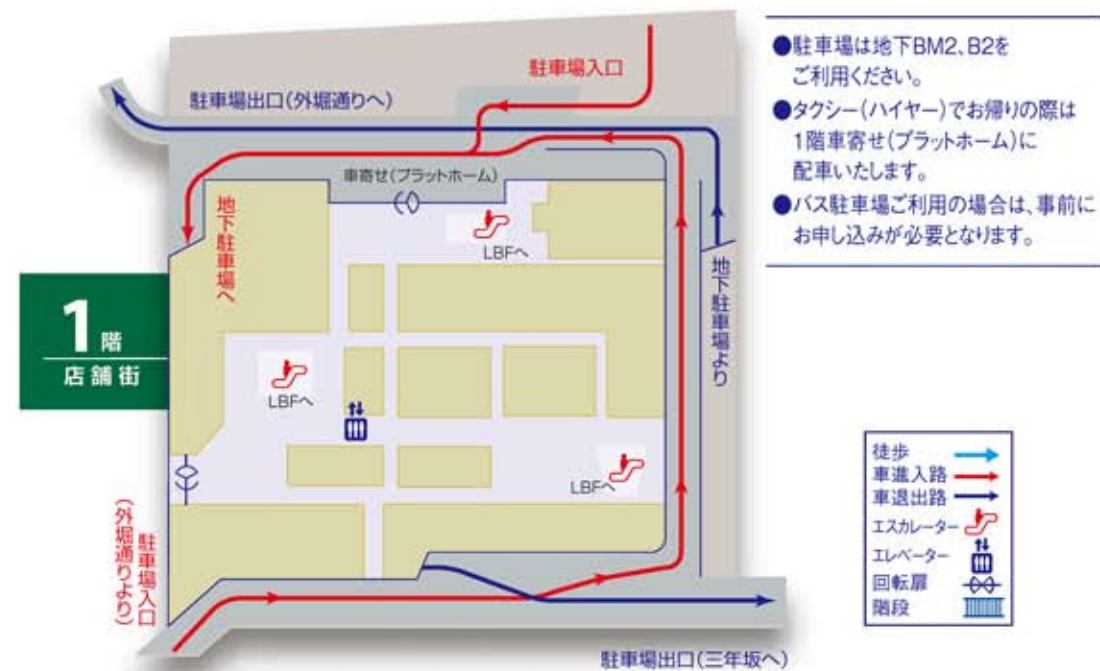 駐車場入口
駐車場出口(外堀通りへ)
車寄せ(プラットホーム)
地下駐車場へ
LBFへ
地下駐車場より
1階
店舗街
LBFへ
LBFへ
駐車場入口
(外堀通りより)
駐車場出口(三年坂へ)
●駐車場は地下BM2、B2を
ご利用ください。
●タクシー(ハイヤー)でお帰りの際は
1階車寄せ(プラットホーム)に
配車いたします。
●バス駐車場ご利用の場合は、事前に
お申し込みが必要となります。
徒歩
車進入路
車退出路
エスカレーター
エレベーター
回転扉
階段